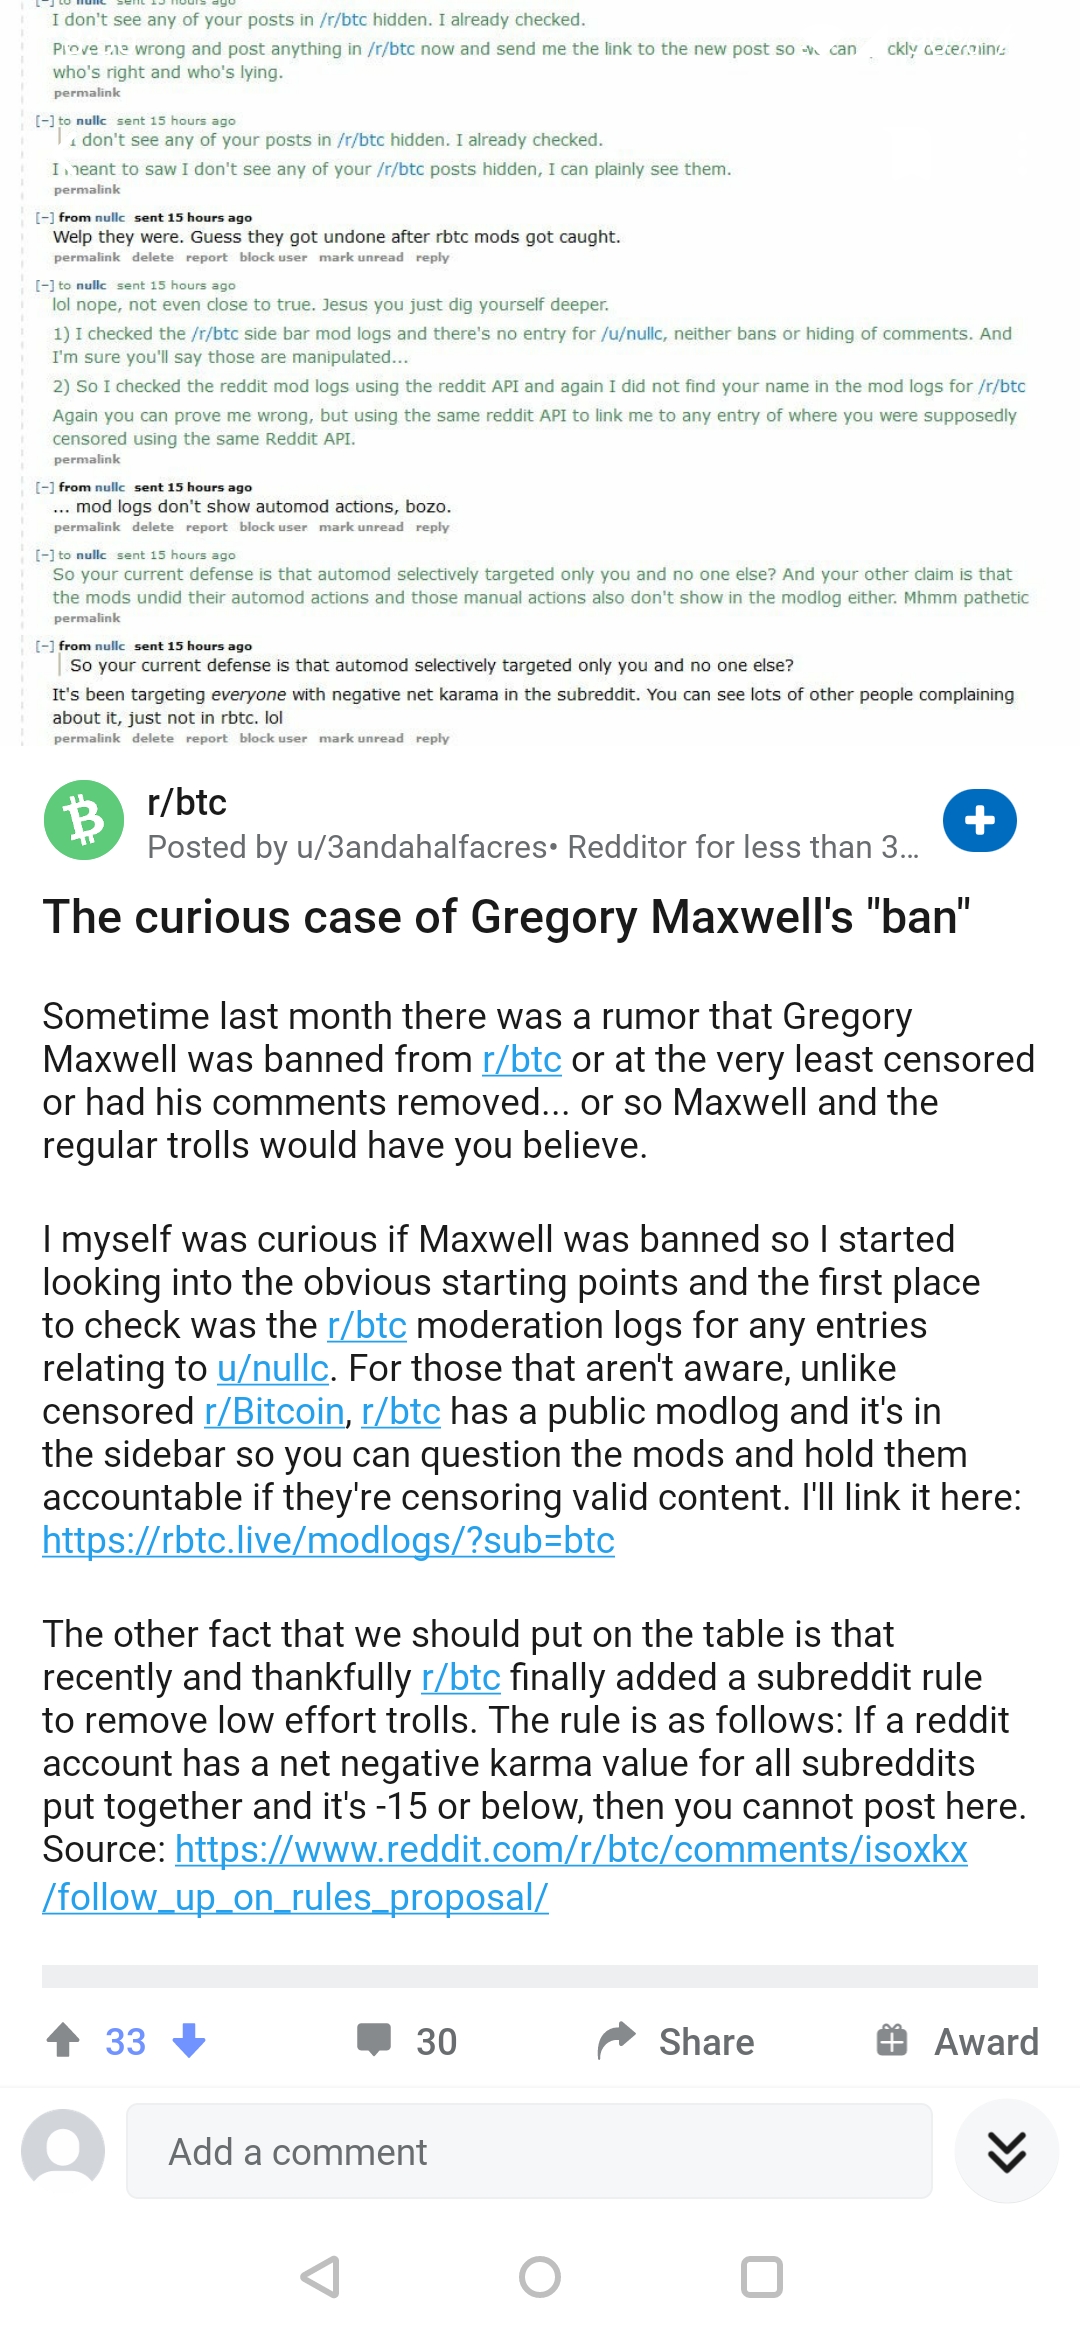 [-] to nullc sent 15 hours ago
I don't see any of your posts in /r/btc hidden. I already checked.
Prove me wrong and post anything in /r/btc now and send me the link to the new post so can ckly determine
who's right and who's lying.
permalink
[-] to nullc sent 15 hours ago
I don't see any of your posts in /r/btc hidden. I already checked.
I meant to saw I don't see any of your /r/btc posts hidden, I can plainly see them.
permalink
[-] from nullc sent 15 hours ago
Welp they were. Guess they got undone after rbtc mods got caught.
permalink delete report block user mark unread reply
[-] to nullc sent 15 hours ago
lol nope, not even close to true. Jesus you just dig yourself deeper.
1) I checked the /r/btc side bar mod logs and there's no entry for /u/nullc, neither bans or hiding of comments. And
I'm sure you'll say those are manipulated...
2) So I checked the reddit mod logs using the reddit API and again I did not find your name in the mod logs for /r/btc
Again you can prove me wrong, but using the same reddit API to link me to any entry of where you were supposedly
censored using the same Reddit API.
permalink
[-] from nullc sent 15 hours ago
... mod logs don't show automod actions, bozo.
permalink delete report block user mark unread reply
[-] to nullc sent 15 hours ago
So your current defense is that automod selectively targeted only you and no one else? And your other claim is that
the mods undid their automod actions and those manual actions also don't show in the modlog either. Mhmm pathetic
permalink
[-] from nullc sent 15 hours ago
So your current defense is that automod selectively targeted only you and no one else?
It's been targeting everyone with negative net karama in the subreddit. You can see lots of other people complaining
about it, just not in rbtc. lol
permalink delete report block user mark unread reply
r/btc
Posted by u/3andahalfacres• Redditor for less than 3...
The curious case of Gregory Maxwell's "ban"
Sometime last month there was a rumor that Gregory
Maxwell was banned from r/btc or at the very least censored
or had his comments removed... or so Maxwell and the
regular trolls would have you believe.
I myself was curious if Maxwell was banned so I started
looking into the obvious starting points and the first place
to check was the r/btc moderation logs for any entries
relating to u/nullc. For those that aren't aware, unlike
censored r/Bitcoin, r/btc has a public modlog and it's in
the sidebar so you can question the mods and hold them
accountable if they're censoring valid content. I'll link it here:
https://rbtc.live/modlogs/?sub=btc
The other fact that we should put on the table is that
recently and thankfully r/btc finally added a subreddit rule
to remove low effort trolls. The rule is as follows: If a reddit
account has a net negative karma value for all subreddits
put together and it's -15 or below, then you cannot post here.
Source: https://www.reddit.com/r/btc/comments/isoxkx
/follow_up_on_rules_proposal/
33
30
Share
Award
Add a comment